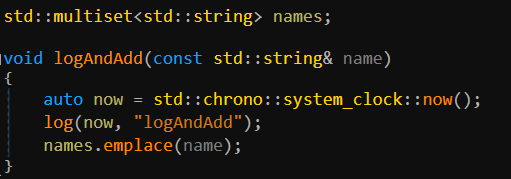 std::multiset<std::string> names;
void logAndAdd(const std::string& name)
{
    auto now = std::chrono::system_clock::now();
    log(now, "logAndAdd");
    names.emplace(name);
}